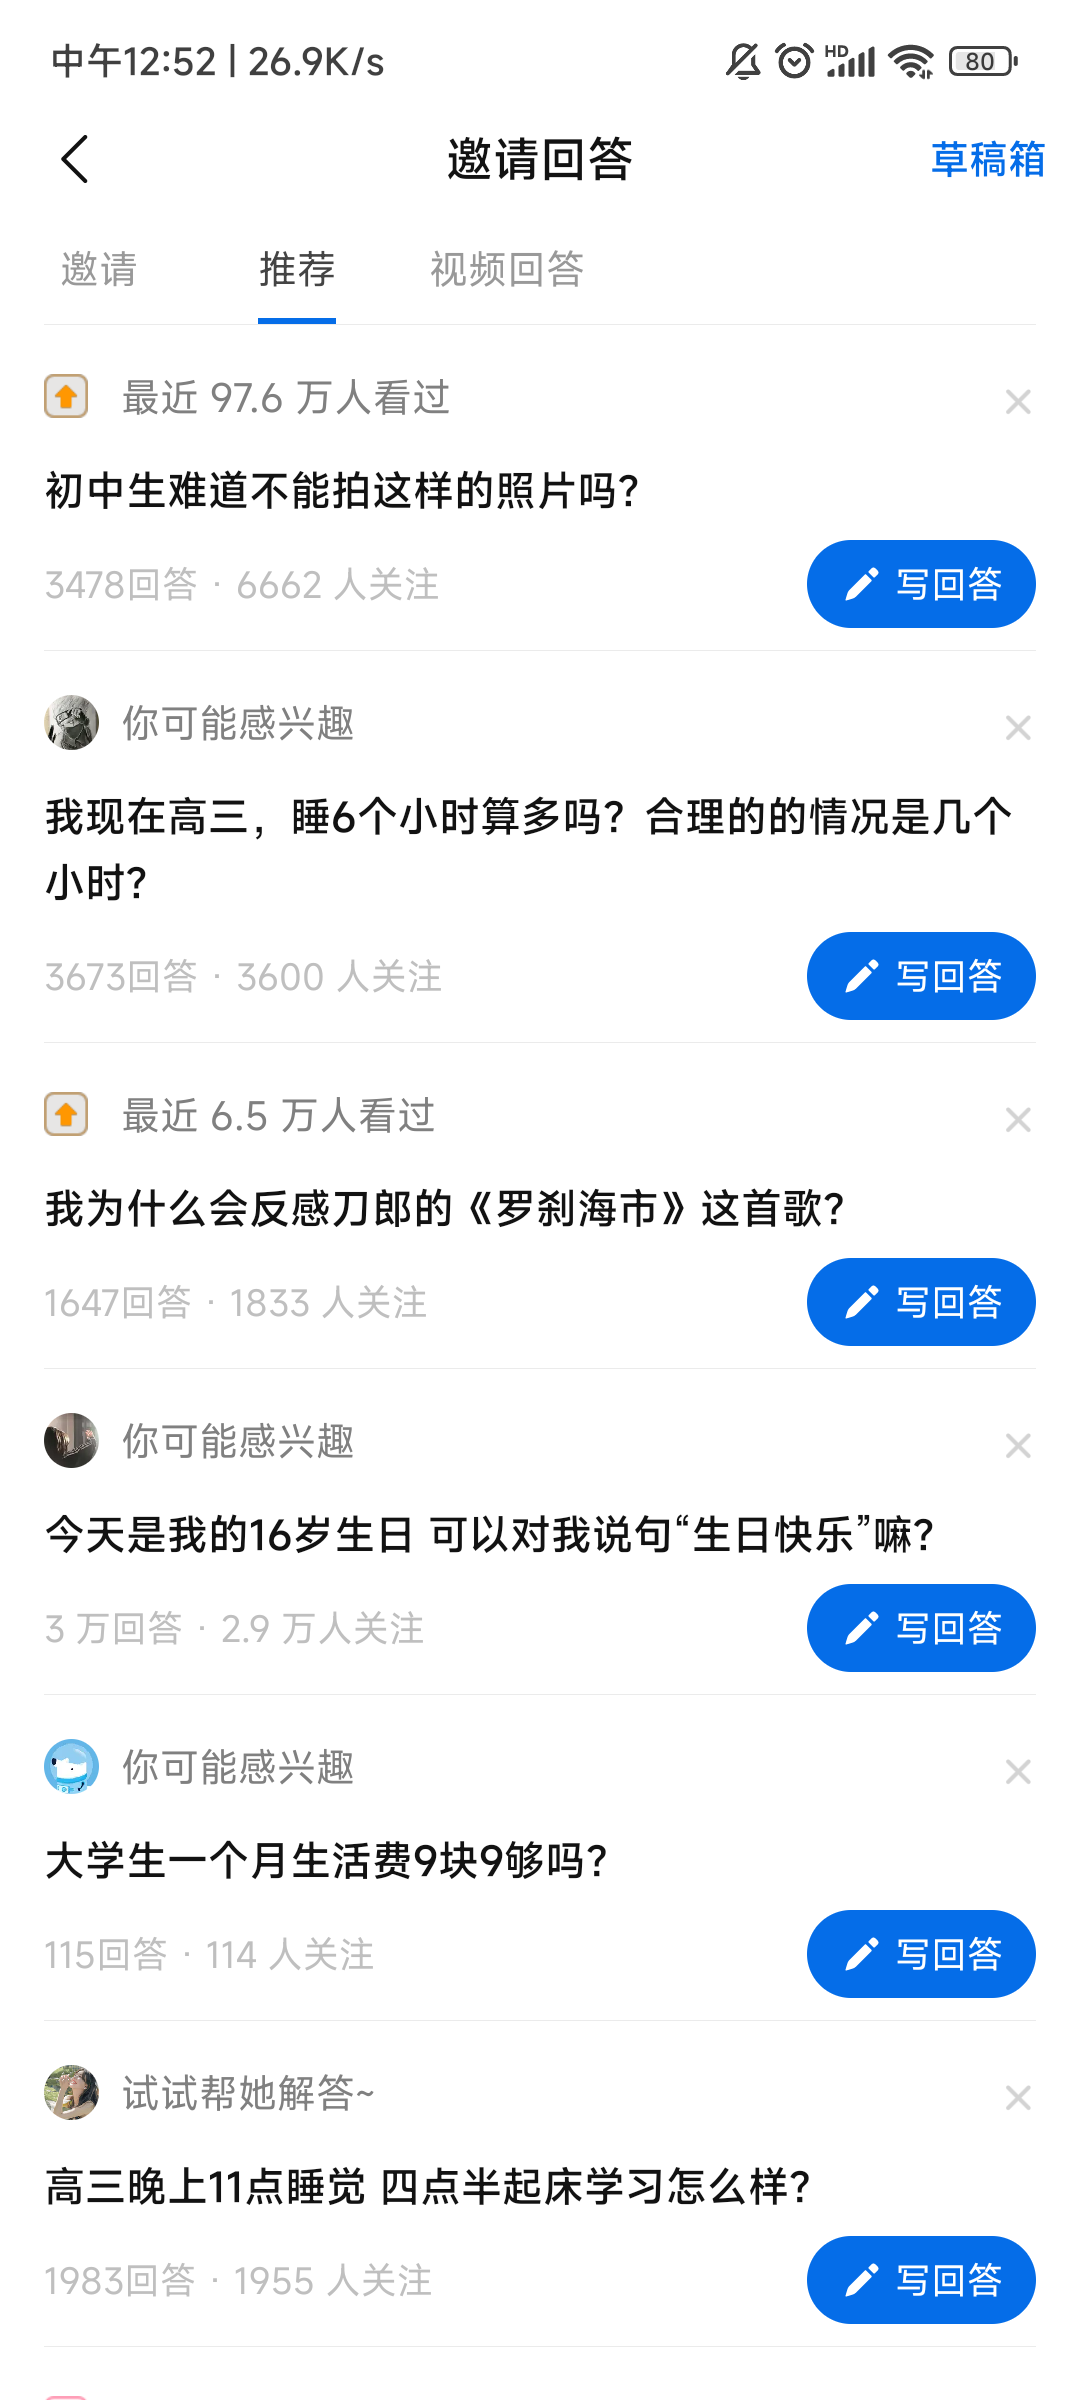 中午12:52 | 26.9K/s
HD
80
邀请回答
草稿箱
邀请
推荐
视频回答
最近 97.6 万人看过
初中生难道不能拍这样的照片吗?
3478回答 · 6662 人关注
写回答
你可能感兴趣
我现在高三，睡6个小时算多吗？合理的的情况是几个
小时?
3673回答 · 3600 人关注
写回答
最近 6.5 万人看过
我为什么会反感刀郎的《罗刹海市》这首歌?
1647回答 · 1833 人关注
写回答
你可能感兴趣
今天是我的16岁生日 可以对我说句“生日快乐”嘛?
3 万回答 · 2.9 万人关注
写回答
你可能感兴趣
大学生一个月生活费9块9够吗?
115回答 · 114 人关注
写回答
试试帮她解答~
高三晚上11点睡觉 四点半起床学习怎么样?
1983回答 · 1955 人关注
写回答